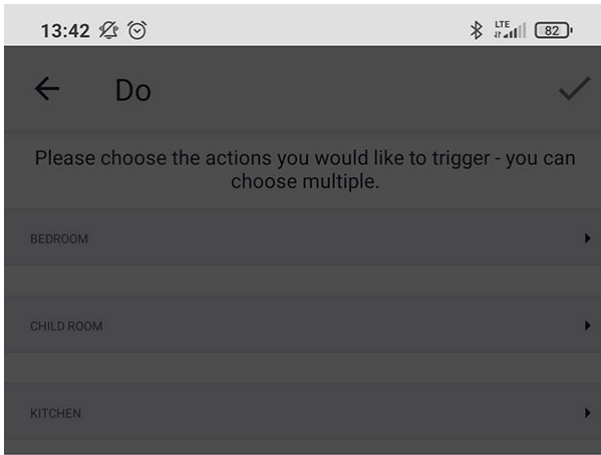 13:42 LTE 82
Do
Please choose the actions you would like to trigger - you can
choose multiple.
BEDROOM
CHILD ROOM
KITCHEN